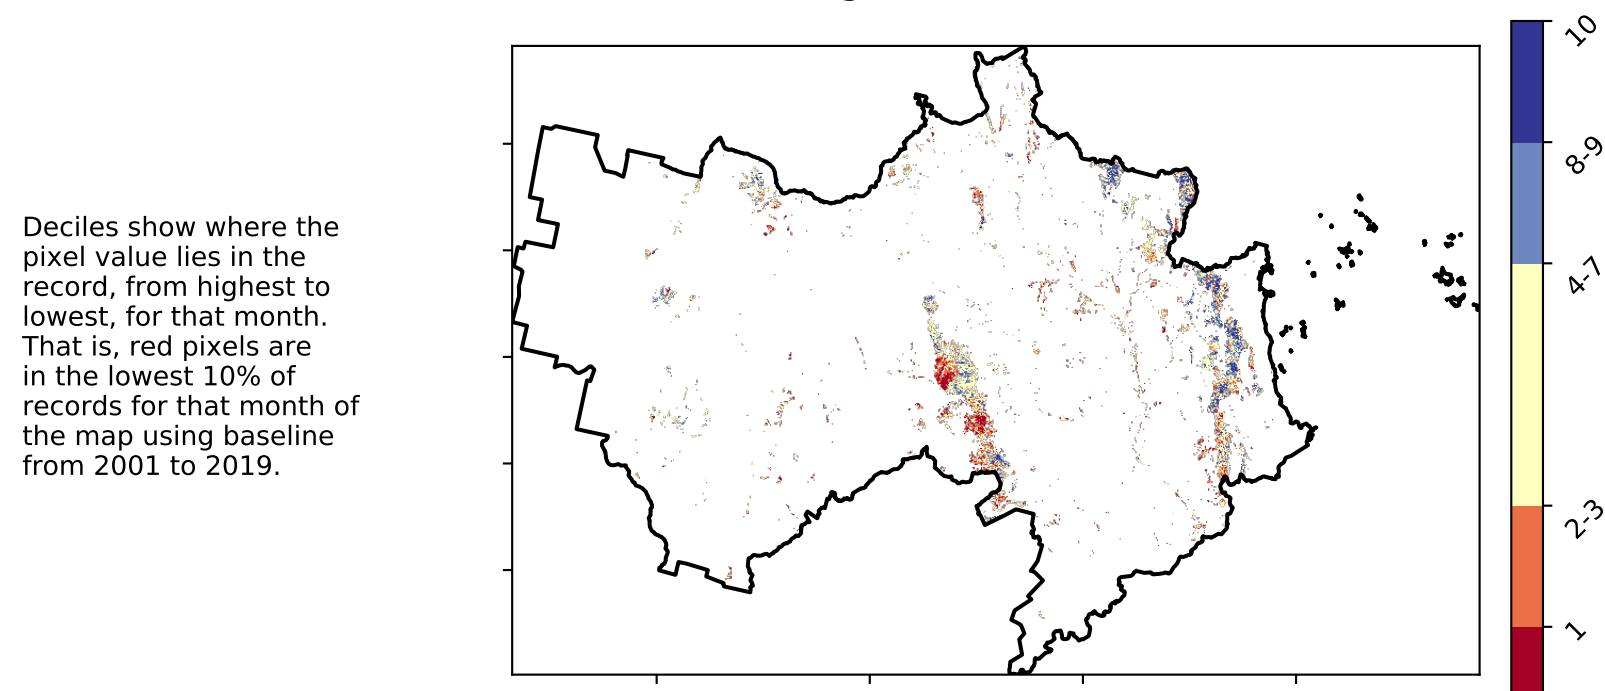 Deciles show where the
pixel value lies in the
record, from highest to
lowest, for that month.
That is, red pixels are
in the lowest 10% of
records for that month of
the map using baseline
from 2001 to 2019.
10
8-9
4-7
2-3
1